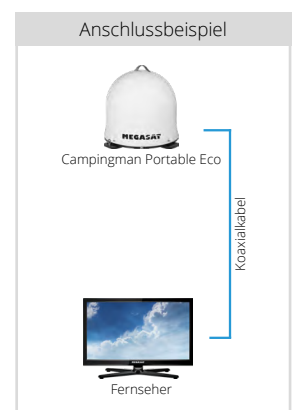 Anschlussbeispiel
MEGASAT
Campingman Portable Eco
Koaxialkabel
Fernseher